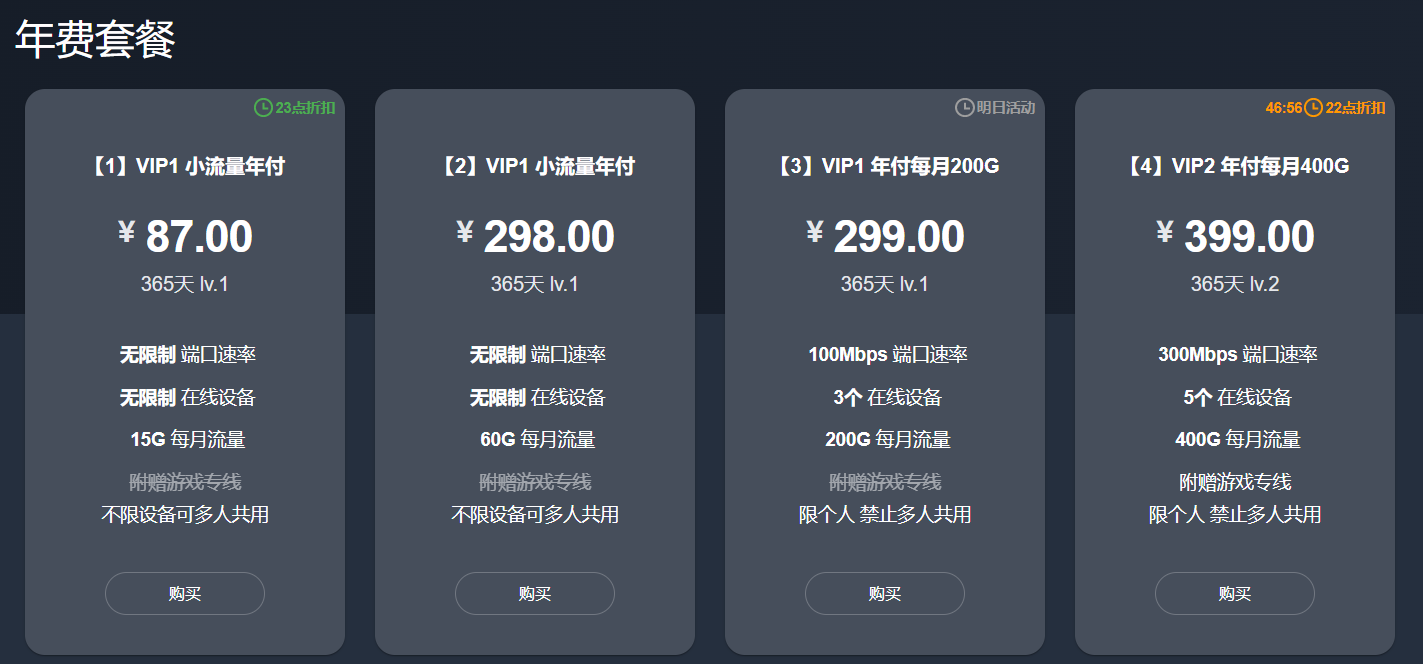 年费套餐
23点折扣
【1】VIP1 小流量年付
¥ 87.00
365天 lv.1
无限制 端口速率
无限制 在线设备
15G 每月流量
附赠游戏专线
不限设备可多人共用
购买
【2】VIP1 小流量年付
¥ 298.00
365天 lv.1
无限制 端口速率
无限制 在线设备
60G 每月流量
附赠游戏专线
不限设备可多人共用
购买
明日活动
【3】VIP1 年付每月200G
¥ 299.00
365天 lv.1
100Mbps 端口速率
3个 在线设备
200G 每月流量
附赠游戏专线
限个人 禁止多人共用
购买
46:56 22点折扣
【4】VIP2 年付每月400G
¥ 399.00
365天 lv.2
300Mbps 端口速率
5个 在线设备
400G 每月流量
附赠游戏专线
限个人 禁止多人共用
购买